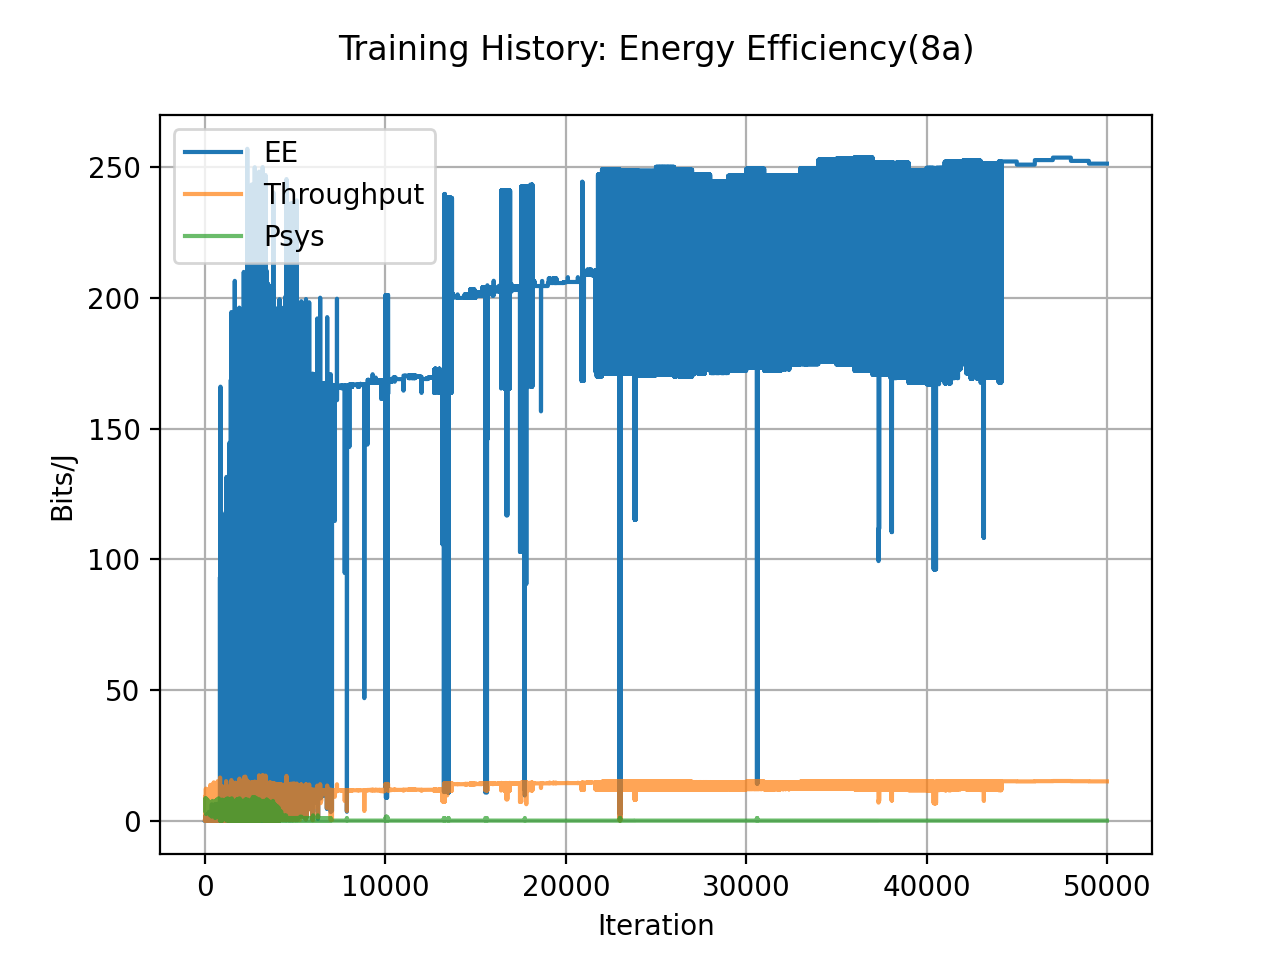 Training History: Energy Efficiency(8a)
EE
Throughput
Psys
250
200
150
100
50
0
Bits/J
0 10000 20000 30000 40000 50000
Iteration